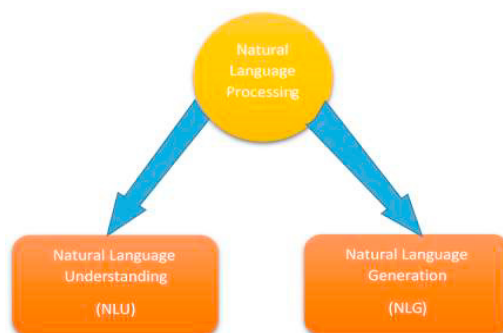 Natural
Language
Processing
Natural Language
Understanding
(NLU)
Natural Language
Generation
(NLG)